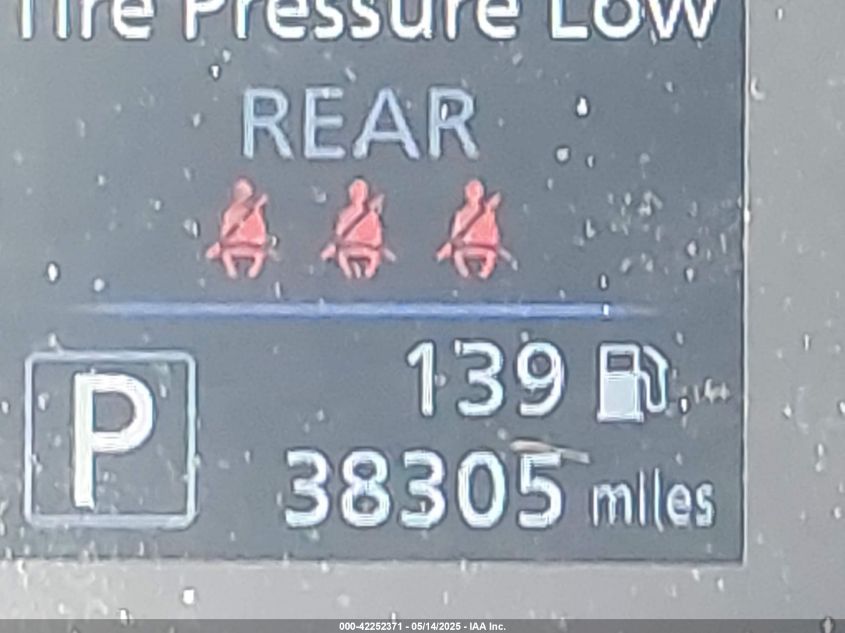 Tire Pressure Low
REAR
139
P
38305 miles
000-42252371 - 05/14/2025 - IAA Inc.